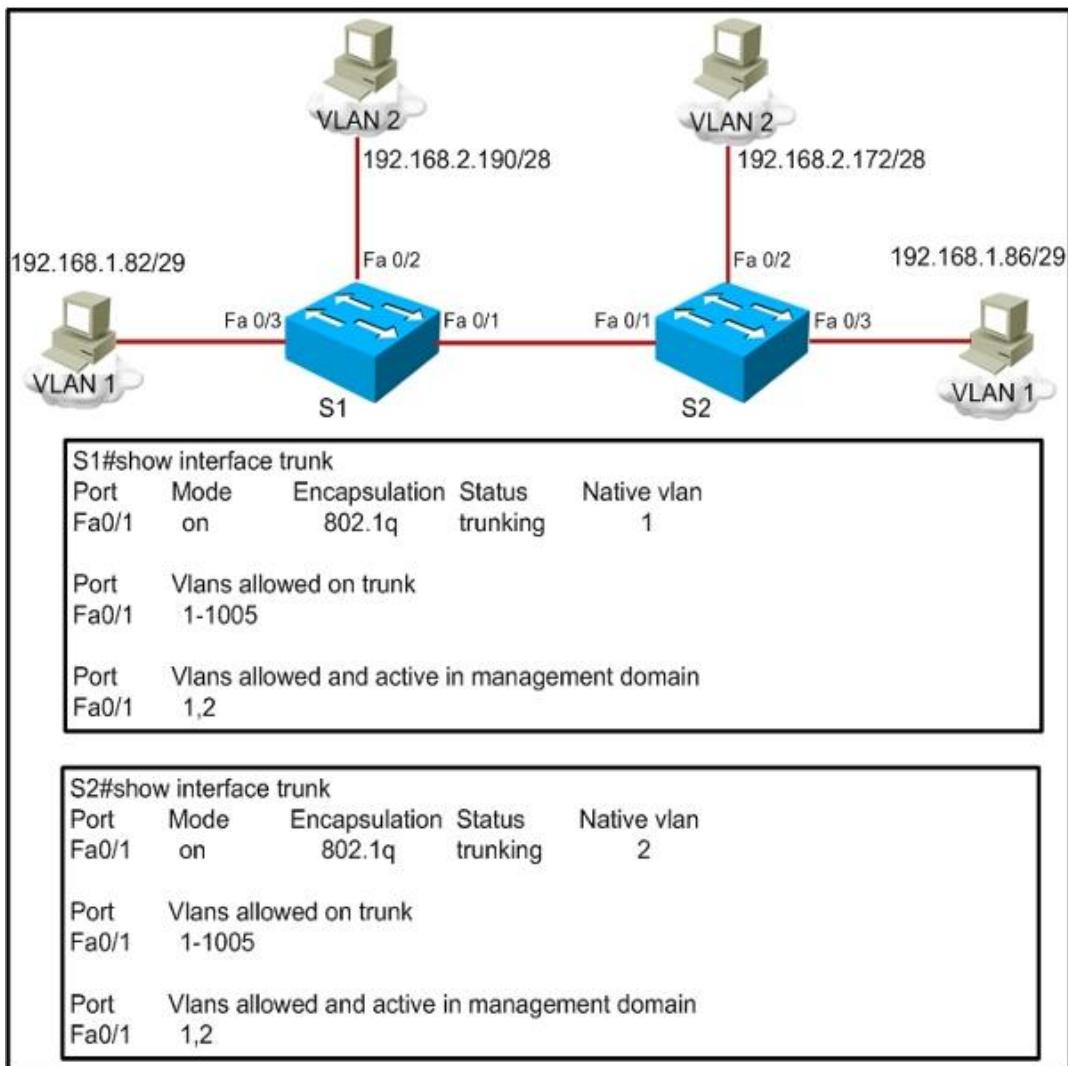 VLAN 2
VLAN 2
192.168.2.190/28
192.168.2.172/28
192.168.1.82/29
Fa 0/2
Fa 0/2
192.168.1.86/29
Fa 0/3
Fa 0/1
Fa 0/1
Fa 0/3
VLAN 1
VLAN 1
S1
S2
S1#show interface trunk
Port Mode Encapsulation Status Native vlan
Fa0/1 on 802.1q trunking 1
Port Vlans allowed on trunk
Fa0/1 1-1005
Port Vlans allowed and active in management domain
Fa0/1 1,2
S2#show interface trunk
Port Mode Encapsulation Status Native vlan
Fa0/1 on 802.1q trunking 2
Port Vlans allowed on trunk
Fa0/1 1-1005
Port Vlans allowed and active in management domain
Fa0/1 1,2